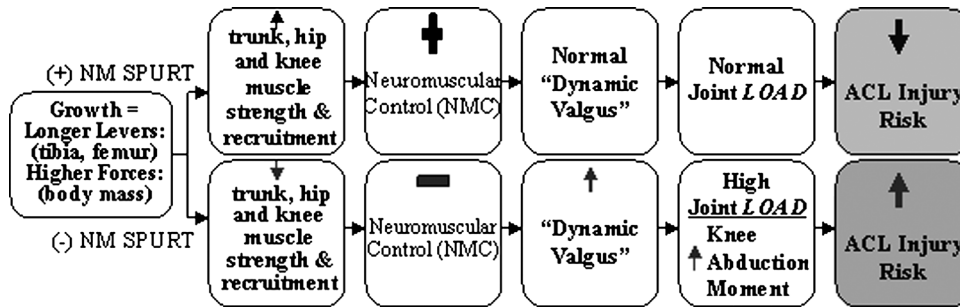 (+) NM SPURT
Growth =
Longer Levers:
(tibia, femur)
Higher Forces:
(body mass)
(-) NM SPURT
trunk, hip
and knee
muscle
strength &
recruitment
Neuromuscular
Control (NMC)
Normal
“Dynamic
Valgus”
Normal
Joint LOAD
ACL Injury
Risk
trunk, hip
and knee
muscle
strength &
recruitment
Neuromuscular
Control (NMC)
“Dynamic
Valgus”
High
Joint LOAD
Knee
Abduction
Moment
ACL Injury
Risk